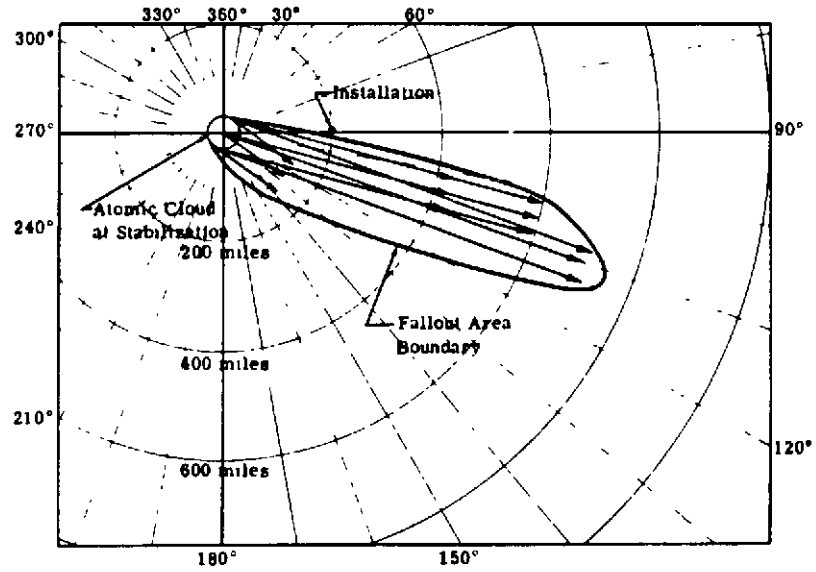 330° 360° 30° 60°
300°
Installation
270°
90°
Atomic Cloud
at Stabilization
240°
200 miles
Fallout Area
Boundary
400 miles
210°
120°
600 miles
180°
150°